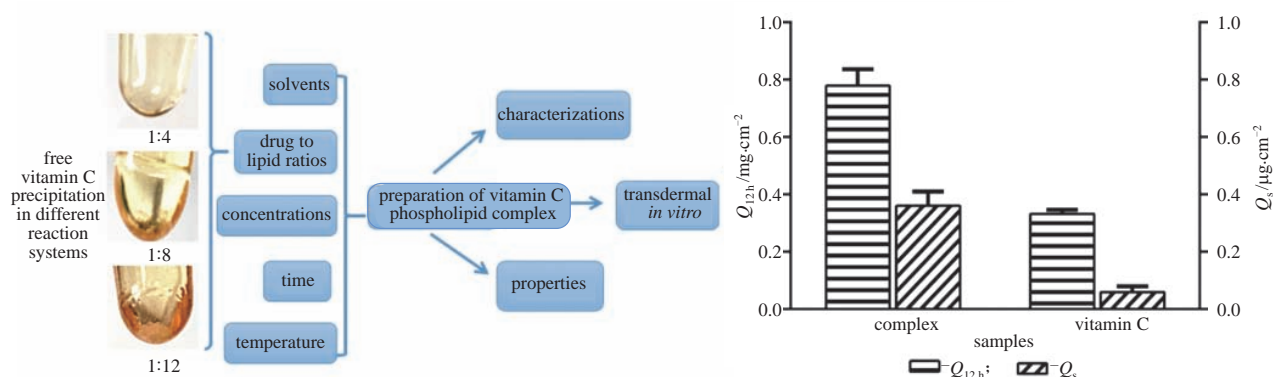 free
vitamin C
precipitation
in different
reaction
systems
1:4
1:8
1:12
solvents
drug to
lipid ratios
concentrations
time
temperature
preparation of vitamin C
phospholipid complex
characterizations
transdermal
in vitro
properties
Q12 h/mg·cm−2
1.0
0.8
0.6
0.4
0.2
0.0
complex
vitamin C
samples
1.0
0.8
0.6
0.4
0.2
0.0
Qs/μg·cm−2
−Q12 h; −Qs